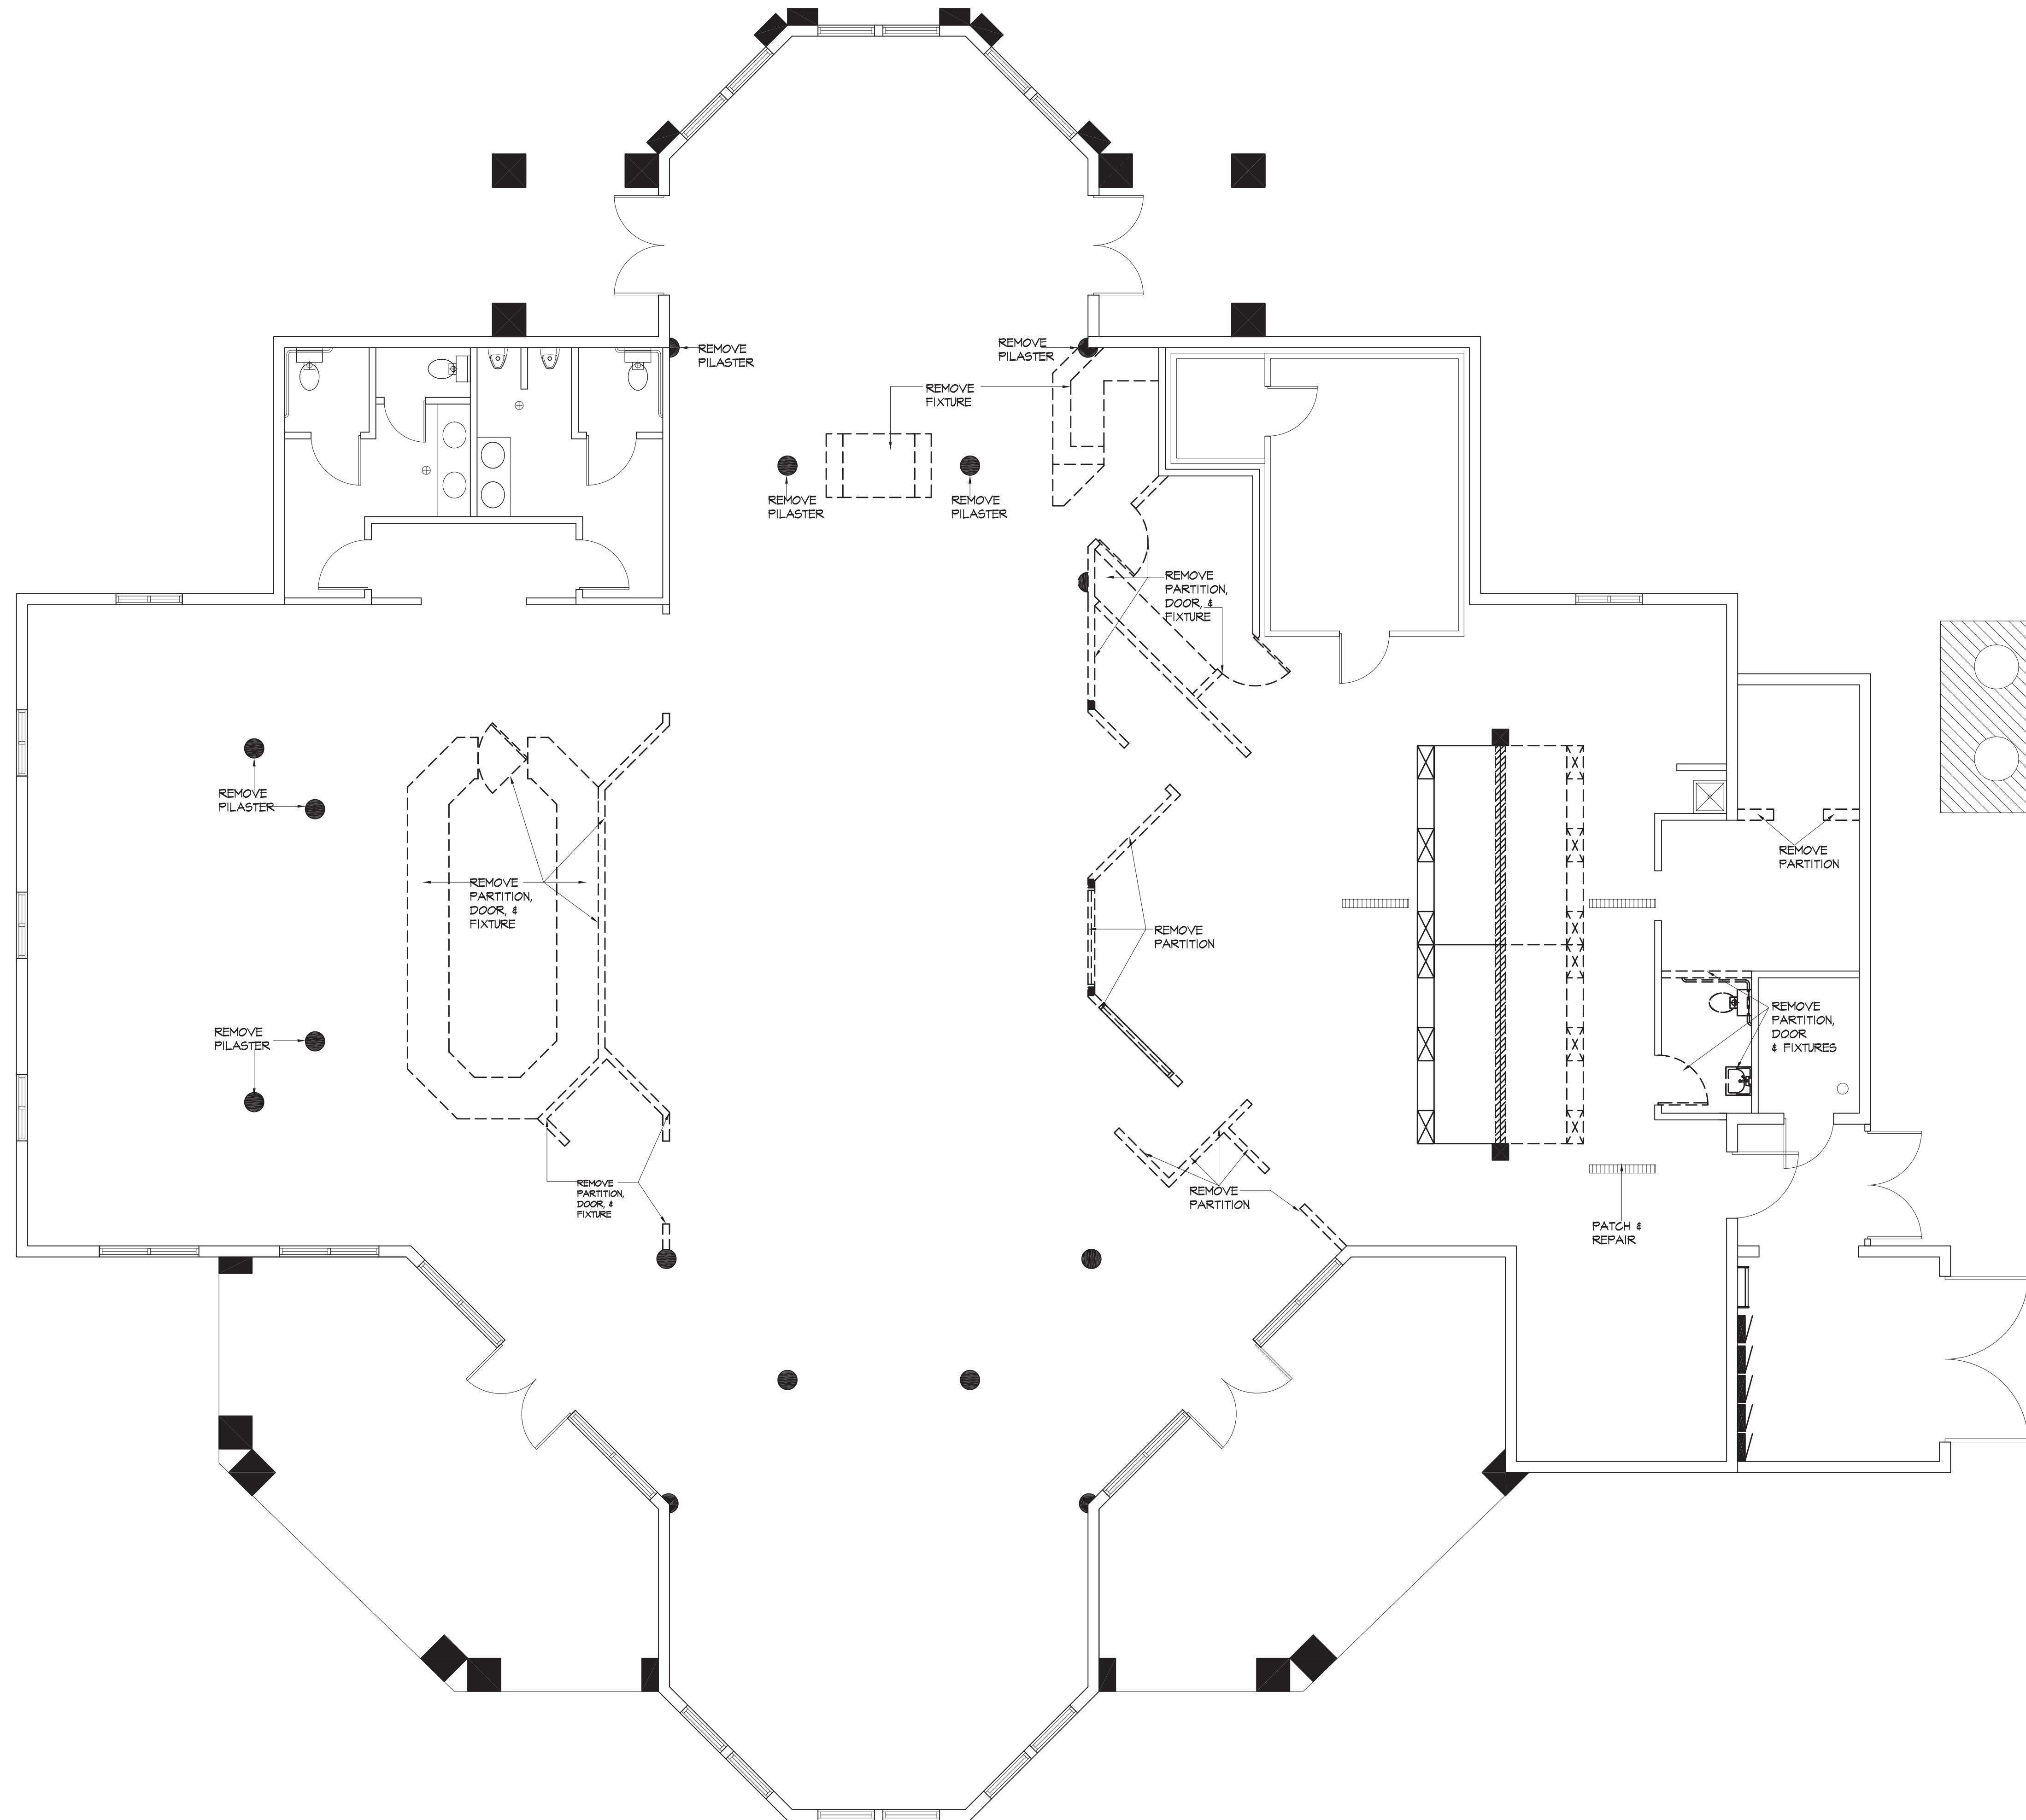 REMOVE
PILASTER
REMOVE
PILASTER
REMOVE
FIXTURE
REMOVE
PILASTER
REMOVE
PILASTER
REMOVE
PARTITION,
DOOR, &
FIXTURE
REMOVE
PILASTER
REMOVE
PARTITION,
DOOR, &
FIXTURE
REMOVE
PARTITION
REMOVE
PARTITION
REMOVE
PILASTER
REMOVE
PARTITION,
DOOR
& FIXTURES
REMOVE
PARTITION,
DOOR, &
FIXTURE
REMOVE
PARTITION
PATCH &
REPAIR